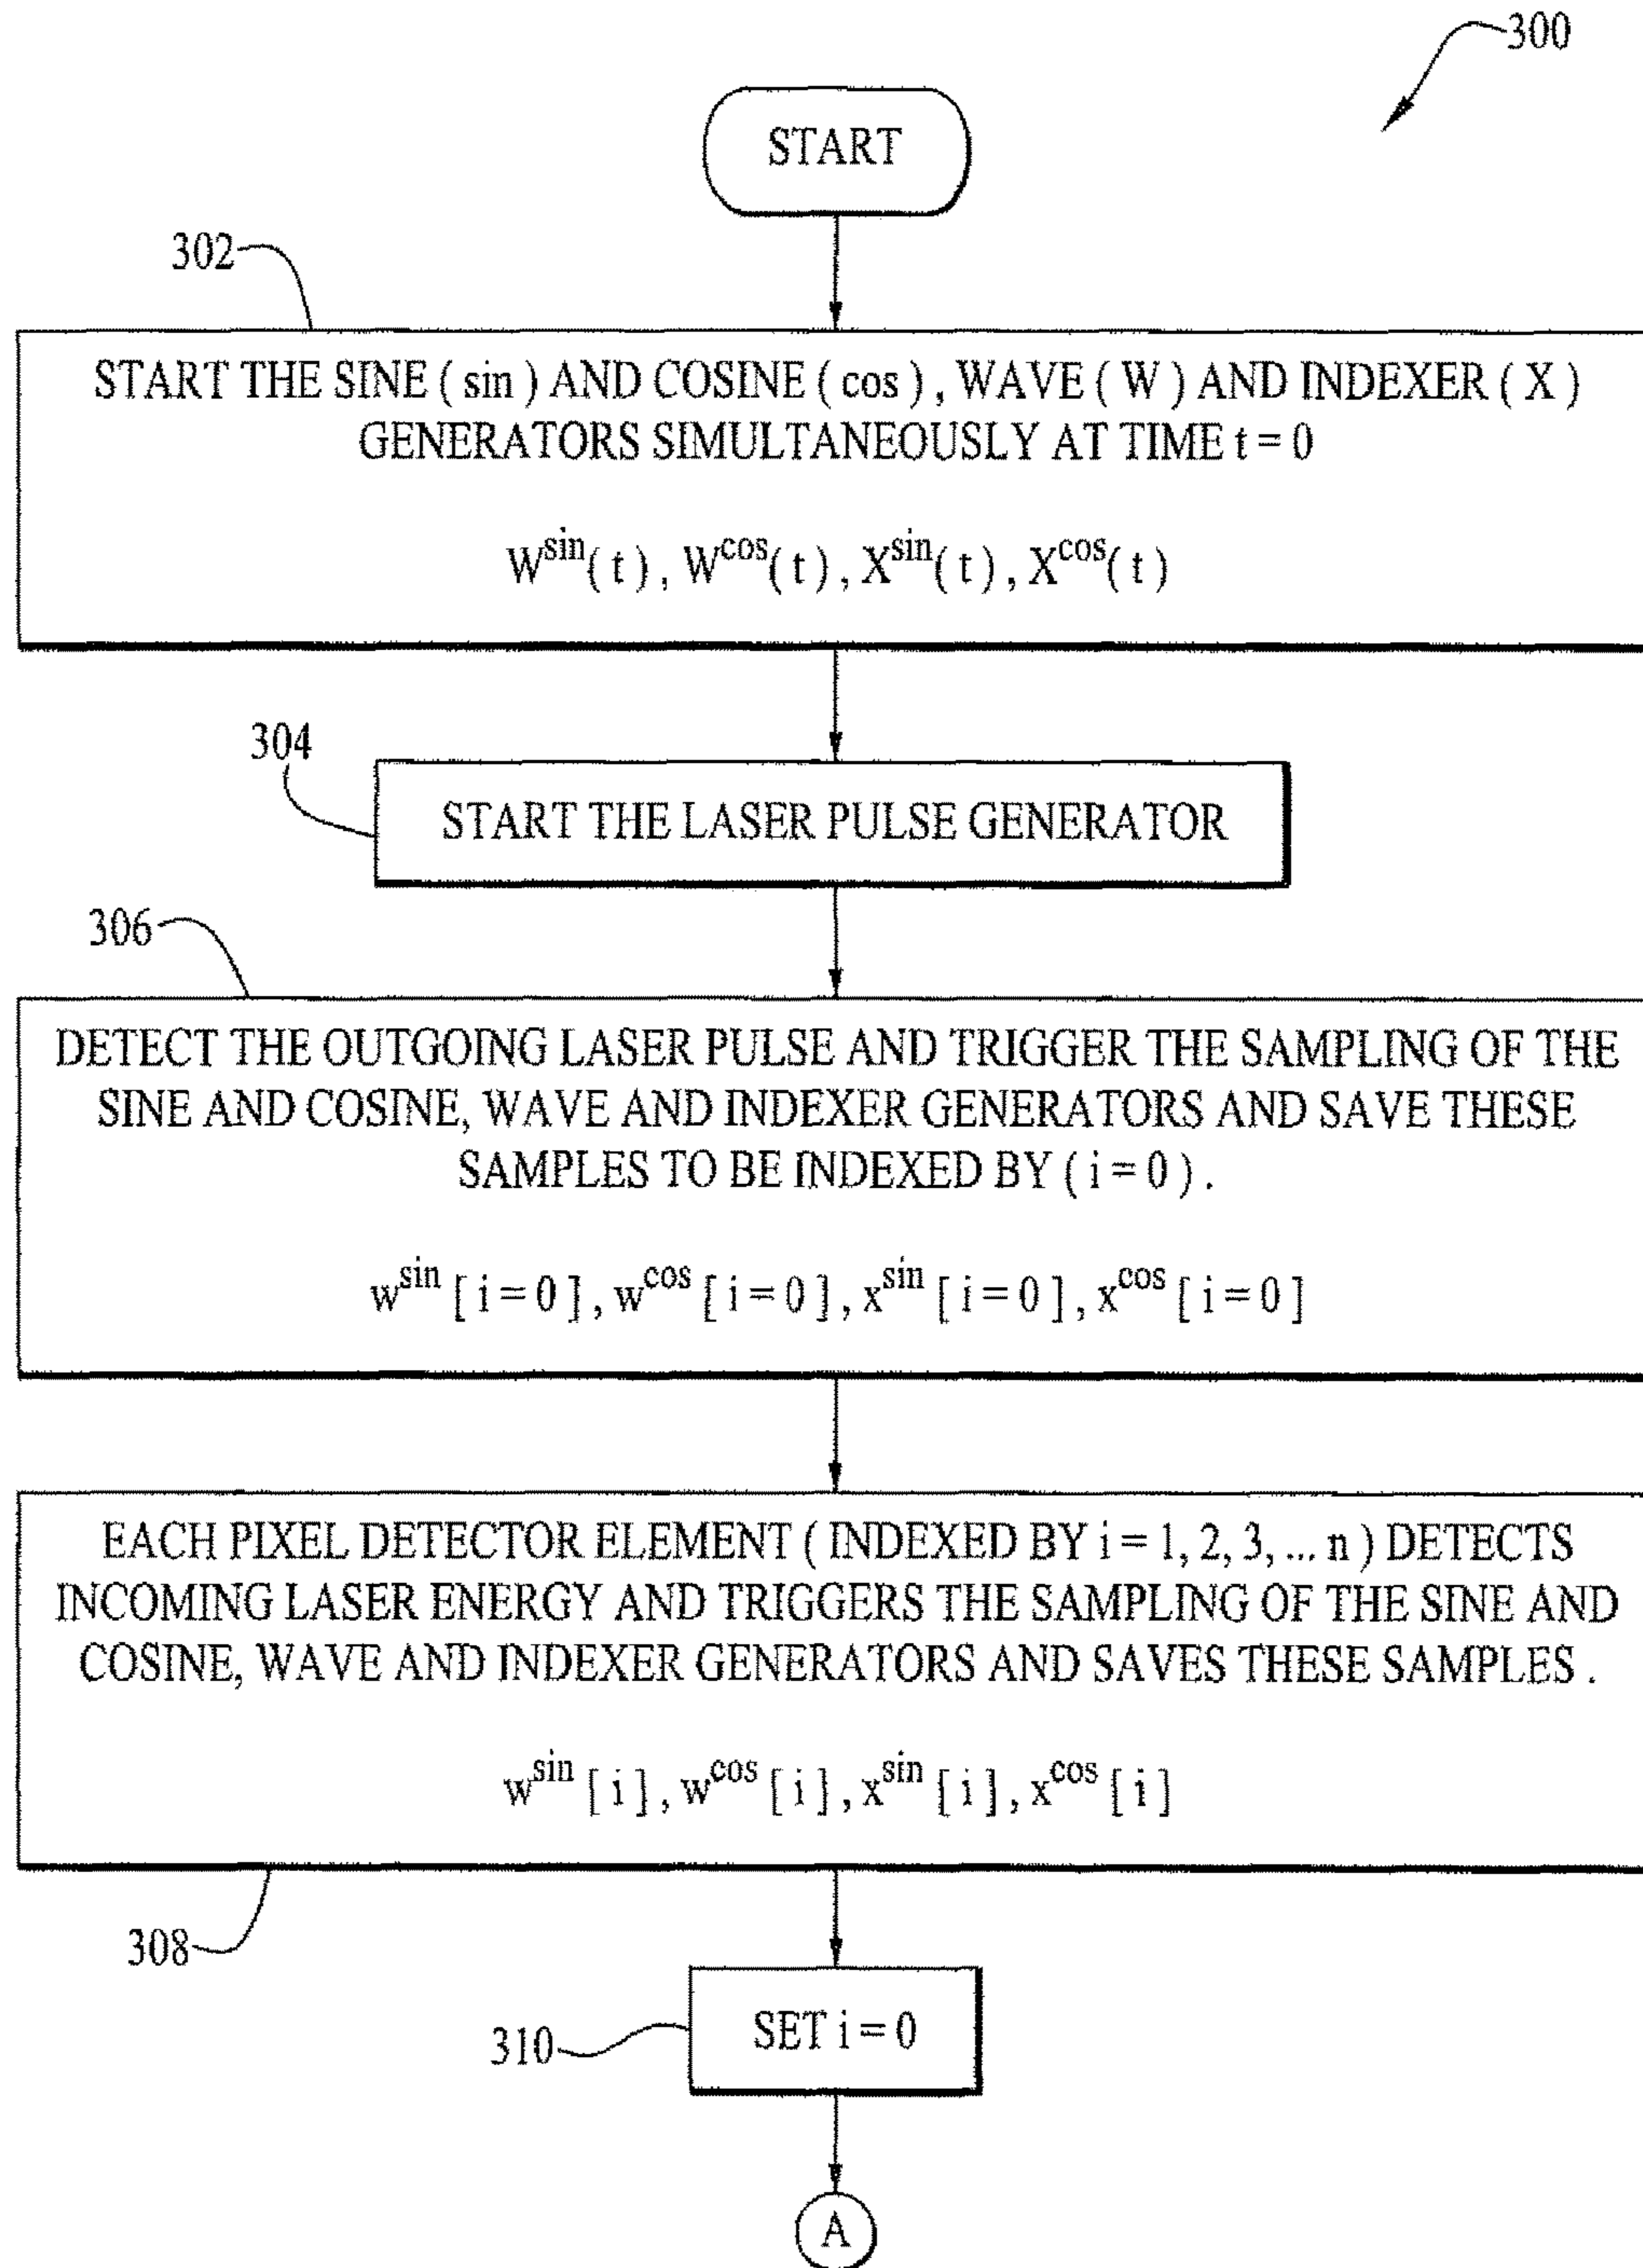 300
START
302
START THE SINE ( sin ) AND COSINE ( cos ) , WAVE ( W ) AND INDEXER ( X )
GENERATORS SIMULTANEOUSLY AT TIME t = 0
W^sin( t ) , W^cos( t ) , X^sin( t ) , X^cos( t )
304
START THE LASER PULSE GENERATOR
306
DETECT THE OUTGOING LASER PULSE AND TRIGGER THE SAMPLING OF THE
SINE AND COSINE, WAVE AND INDEXER GENERATORS AND SAVE THESE
SAMPLES TO BE INDEXED BY ( i = 0 ) .
w^sin [ i = 0 ] , w^cos [ i = 0 ] , x^sin [ i = 0 ] , x^cos [ i = 0 ]
EACH PIXEL DETECTOR ELEMENT ( INDEXED BY i = 1, 2, 3, ... n ) DETECTS
INCOMING LASER ENERGY AND TRIGGERS THE SAMPLING OF THE SINE AND
COSINE, WAVE AND INDEXER GENERATORS AND SAVES THESE SAMPLES .
w^sin [ i ] , w^cos [ i ] , x^sin [ i ] , x^cos [ i ]
308
310
SET i = 0
A